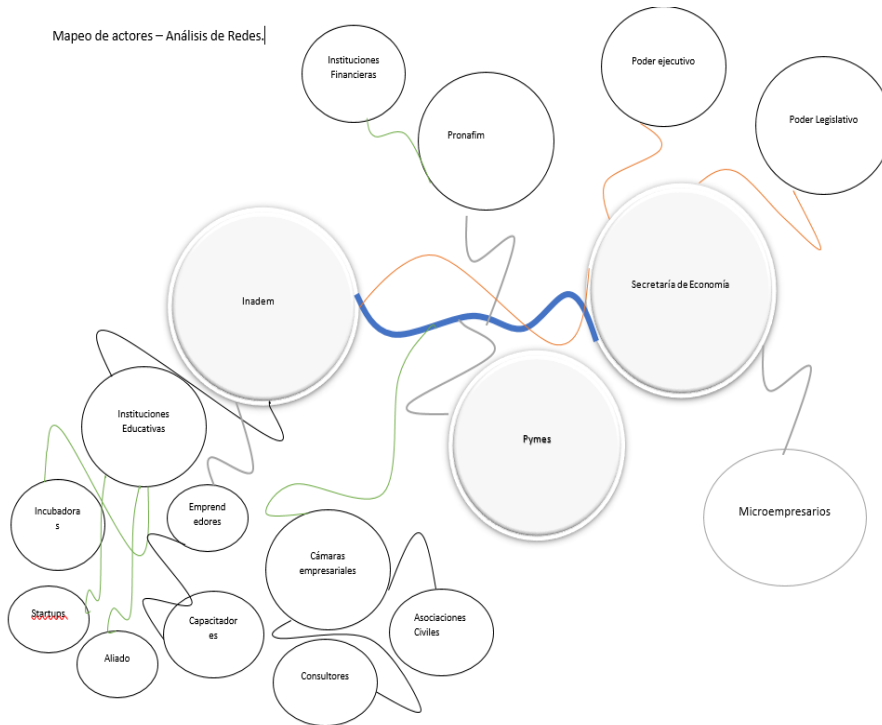 Mapeo de actores – Análisis de Redes.
Instituciones
Financieras
Poder ejecutivo
Pronafim
Poder Legislativo
Inadem
Secretaría de Economía
Instituciones
Educativas
Pymes
Incubadora
s
Emprend
edores
Microempresarios
Cámaras
empresariales
Startups
Capacitador
es
Asociaciones
Civiles
Aliado
Consultores